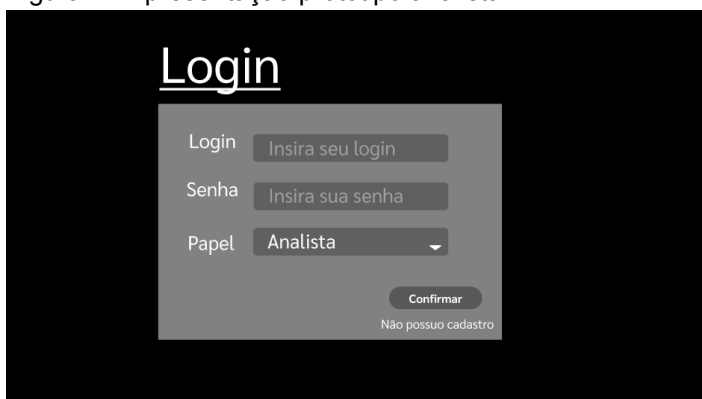 Login
Login Insira seu login
Senha Insira sua senha
Papel Analista
Confirmar
Não possuo cadastro